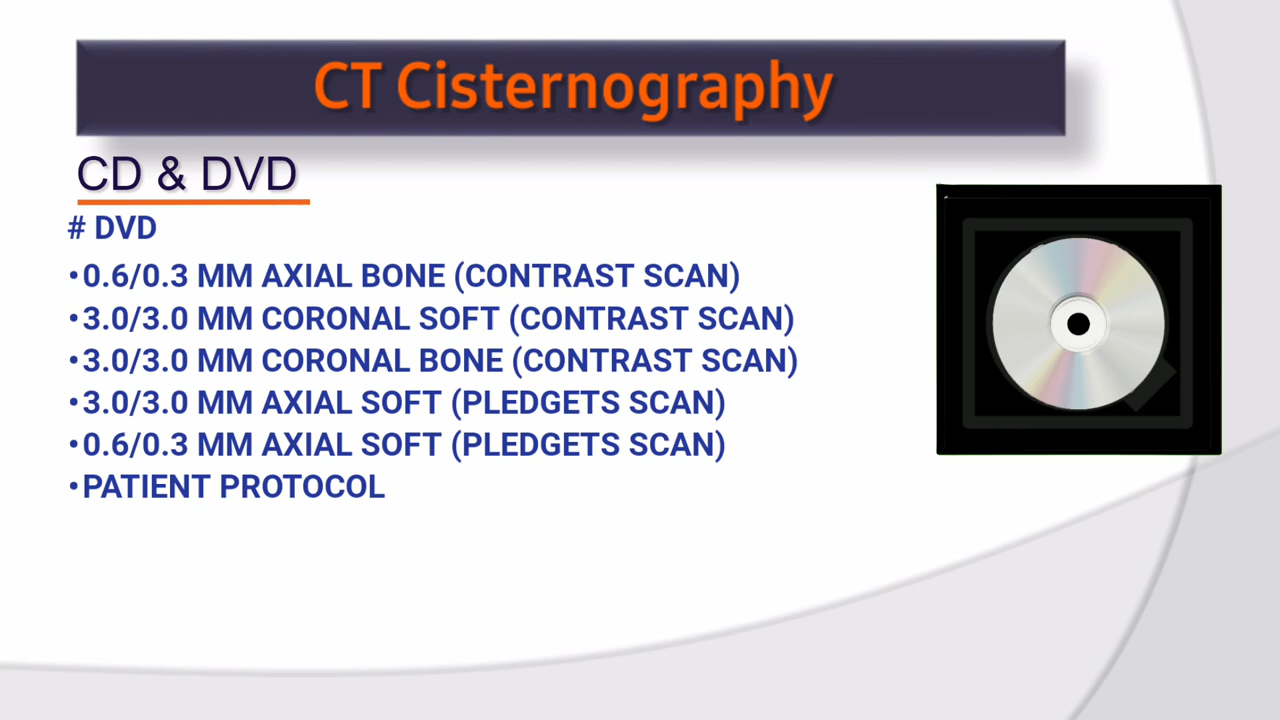 CT Cisternography
CD & DVD
# DVD
•0.6/0.3 MM AXIAL BONE (CONTRAST SCAN)
•3.0/3.0 MM CORONAL SOFT (CONTRAST SCAN)
•3.0/3.0 MM CORONAL BONE (CONTRAST SCAN)
•3.0/3.0 MM AXIAL SOFT (PLEDGETS SCAN)
•0.6/0.3 MM AXIAL SOFT (PLEDGETS SCAN)
•PATIENT PROTOCOL